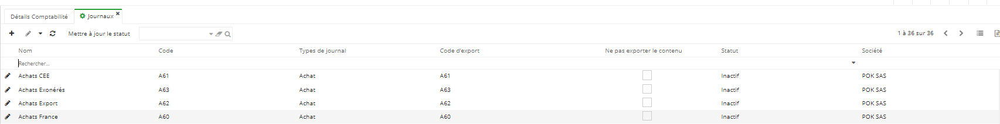 Détails Comptabilité Journaux
Mettre à jour le statut 1 à 36 sur 36
Nom Code Types de journal Code d'export Ne pas exporter le contenu Statut Société
Rechercher...
Achats CEE A61 Achat A61 Inactif POK SAS
Achats Exonérés A63 Achat A63 Inactif POK SAS
Achats Export A62 Achat A62 Inactif POK SAS
Achats France A60 Achat A60 Inactif POK SAS